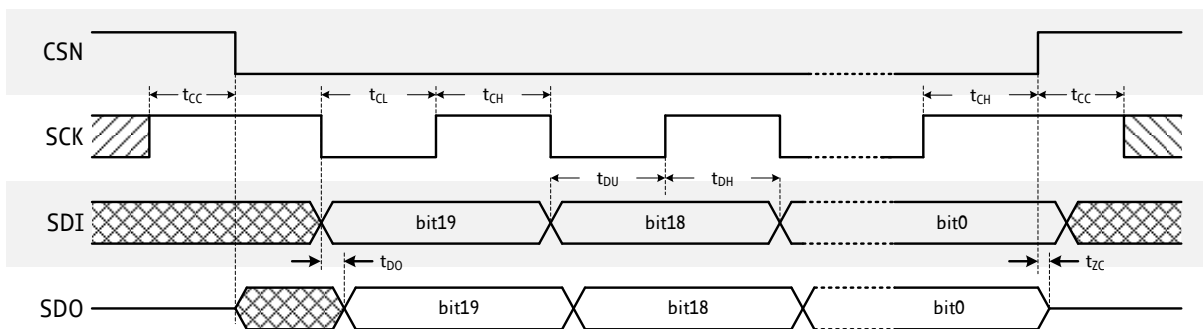 CSN
tCC tCL tCH tCH tCC
SCK
tDU tDH
SDI bit19 bit18 bit0
tDO tZC
SDO bit19 bit18 bit0